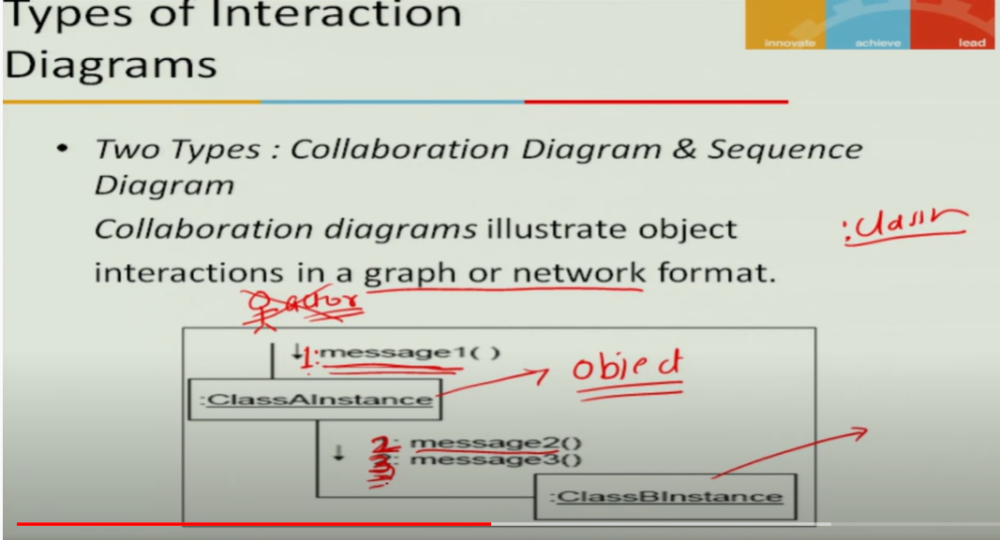 Types of Interaction
Diagrams
innovate achieve lead
• Two Types : Collaboration Diagram & Sequence
Diagram
Collaboration diagrams illustrate object
:Class
interactions in a graph or network format.
actor
1:message1( )
object
:ClassAInstance
2: message2()
3: message3()
:ClassBInstance